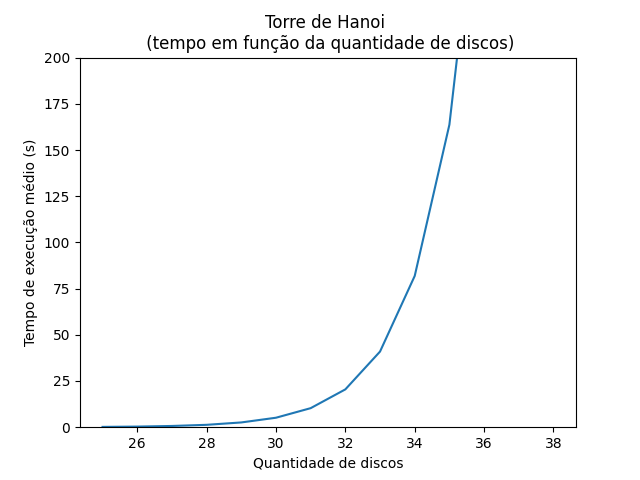 Torre de Hanoi
(tempo em função da quantidade de discos)
200
175
150
125
100
75
50
25
0
Tempo de execução médio (s)
26 28 30 32 34 36 38
Quantidade de discos